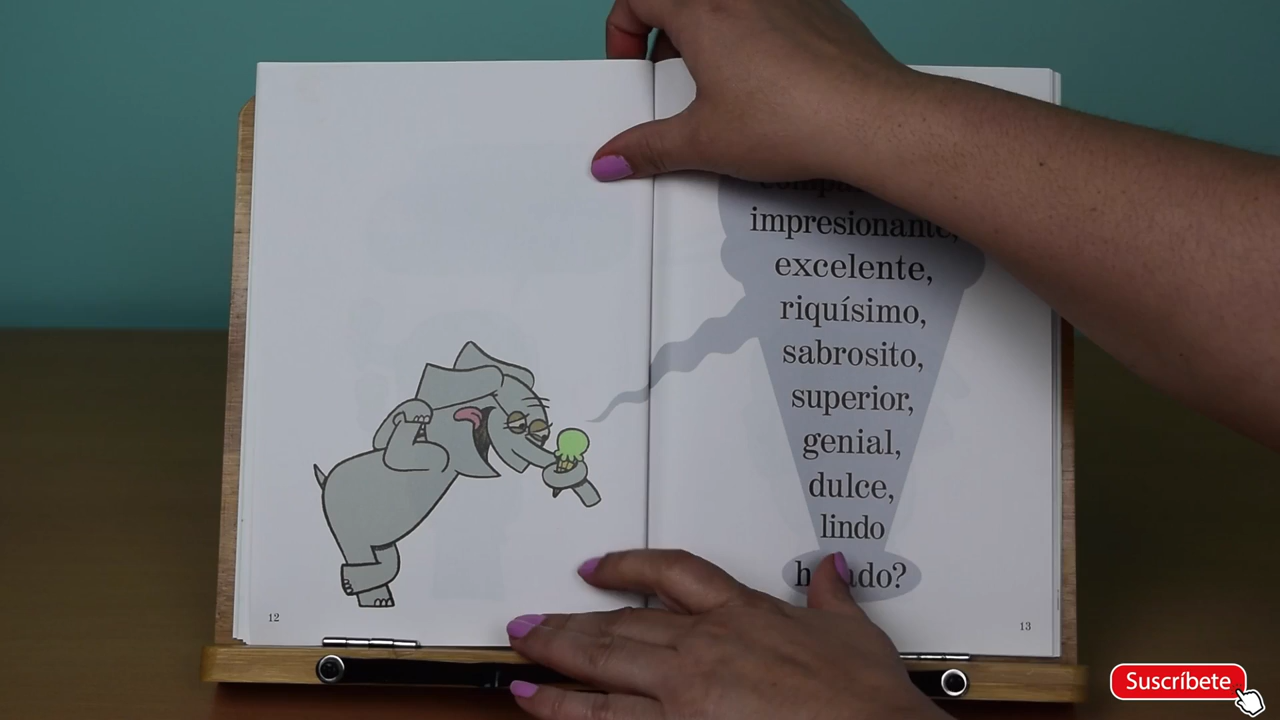 impresionante,
excelente,
riquísimo,
sabrosito,
superior,
genial,
dulce,
lindo
12
13
Suscríbete